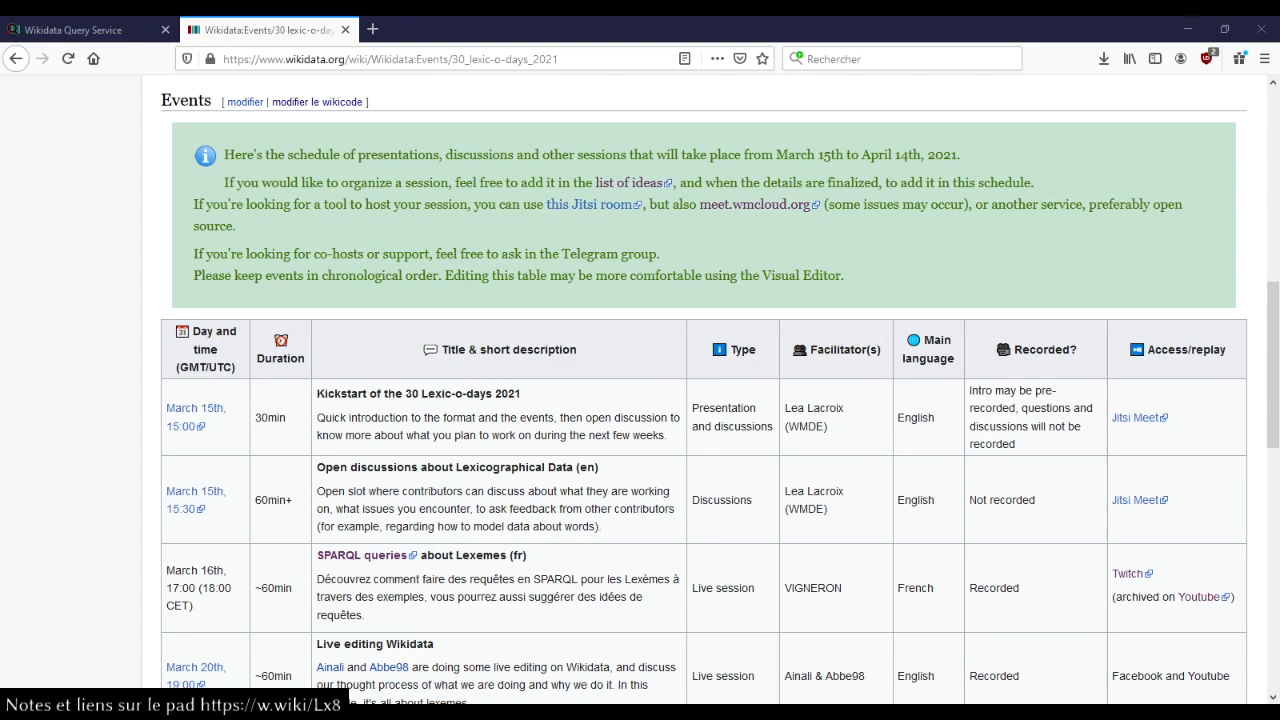 Wikidata Query Service
Wikidata:Events/30 lexic-o-day
https://www.wikidata.org/wiki/Wikidata:Events/30_lexic-o-days_2021
Rechercher
2
Events [ modifier | modifier le wikicode ]
Here's the schedule of presentations, discussions and other sessions that will take place from March 15th to April 14th, 2021.
If you would like to organize a session, feel free to add it in the list of ideas, and when the details are finalized, to add it in this schedule.
If you're looking for a tool to host your session, you can use this Jitsi room, but also meet.wmcloud.org (some issues may occur), or another service, preferably open
source.
If you're looking for co-hosts or support, feel free to ask in the Telegram group.
Please keep events in chronological order. Editing this table may be more comfortable using the Visual Editor.
Day and
time
(GMT/UTC)
Duration
Title & short description
Type
Facilitator(s)
Main
language
Recorded?
Access/replay
March 15th,
15:00
30min
Kickstart of the 30 Lexic-o-days 2021
Quick introduction to the format and the events, then open discussion to
know more about what you plan to work on during the next few weeks.
Presentation
and discussions
Lea Lacroix
(WMDE)
English
Intro may be pre-
recorded, questions and
discussions will not be
recorded
Jitsi Meet
March 15th,
15:30
60min+
Open discussions about Lexicographical Data (en)
Open slot where contributors can discuss about what they are working
on, what issues you encounter, to ask feedback from other contributors
(for example, regarding how to model data about words).
Discussions
Lea Lacroix
(WMDE)
English
Not recorded
Jitsi Meet
March 16th,
17:00 (18:00
CET)
~60min
SPARQL queries about Lexemes (fr)
Découvrez comment faire des requêtes en SPARQL pour les Lexèmes à
travers des exemples, vous pourrez aussi suggérer des idées de
requêtes.
Live session
VIGNERON
French
Recorded
Twitch
(archived on Youtube)
March 20th,
19:00
~60min
Live editing Wikidata
Ainali and Abbe98 are doing some live editing on Wikidata, and discuss
our thought process of what we are doing and why we do it. In this
it's all about lexemes.
Live session
Ainali & Abbe98
English
Recorded
Facebook and Youtube
Notes et liens sur le pad https://w.wiki/Lx8